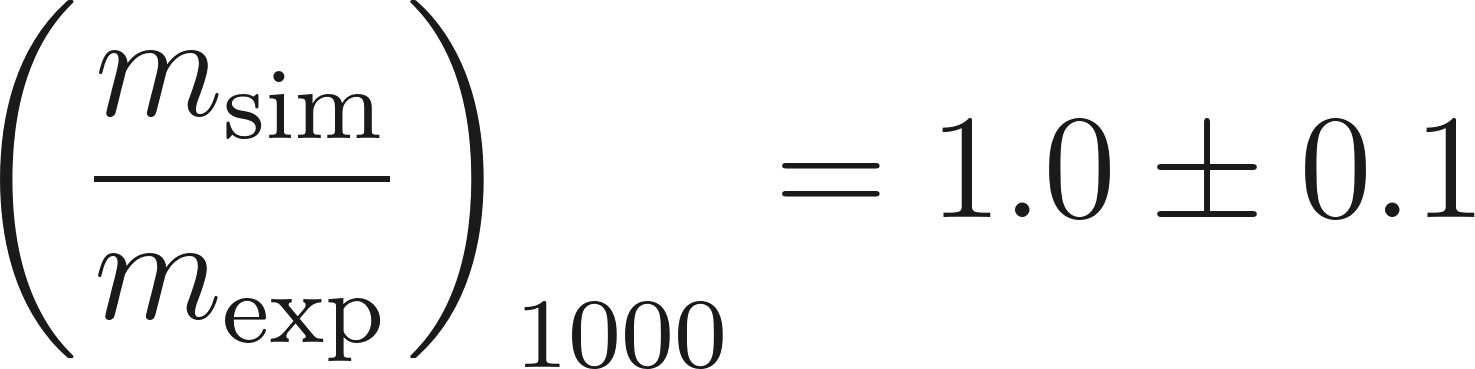 (m_sim / m_exp)_1000 = 1.0 ± 0.1